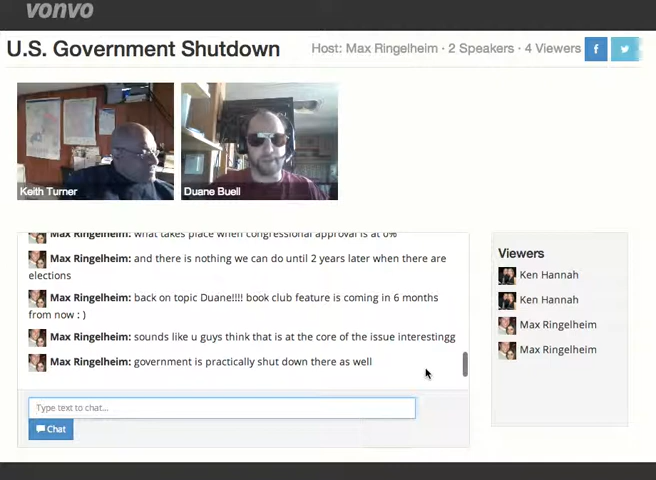 vonvo
U.S. Government Shutdown
Host: Max Ringelheim · 2 Speakers · 4 Viewers
Keith Turner
Duane Buell
Max Ringelheim: what takes place when congressional approval is at 0%
Max Ringelheim: and there is nothing we can do until 2 years later when there are
elections
Max Ringelheim: back on topic Duane!!!! book club feature is coming in 6 months
from now : )
Max Ringelheim: sounds like u guys think that is at the core of the issue interestingg
Max Ringelheim: government is practically shut down there as well
Type text to chat...
Chat
Viewers
Ken Hannah
Ken Hannah
Max Ringelheim
Max Ringelheim